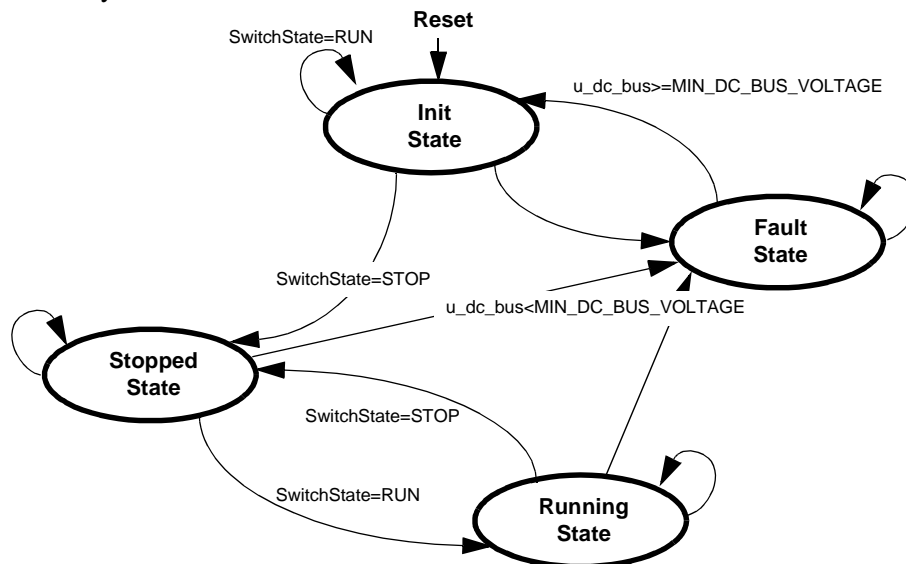 Reset
SwitchState=RUN
u_dc_bus>=MIN_DC_BUS_VOLTAGE
Init
State
Fault
State
SwitchState=STOP
u_dc_bus<MIN_DC_BUS_VOLTAGE
Stopped
State
SwitchState=STOP
SwitchState=RUN
Running
State